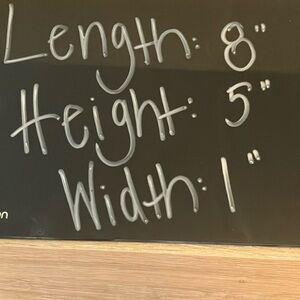 Length: 8"
Height: 5"
Width: 1"